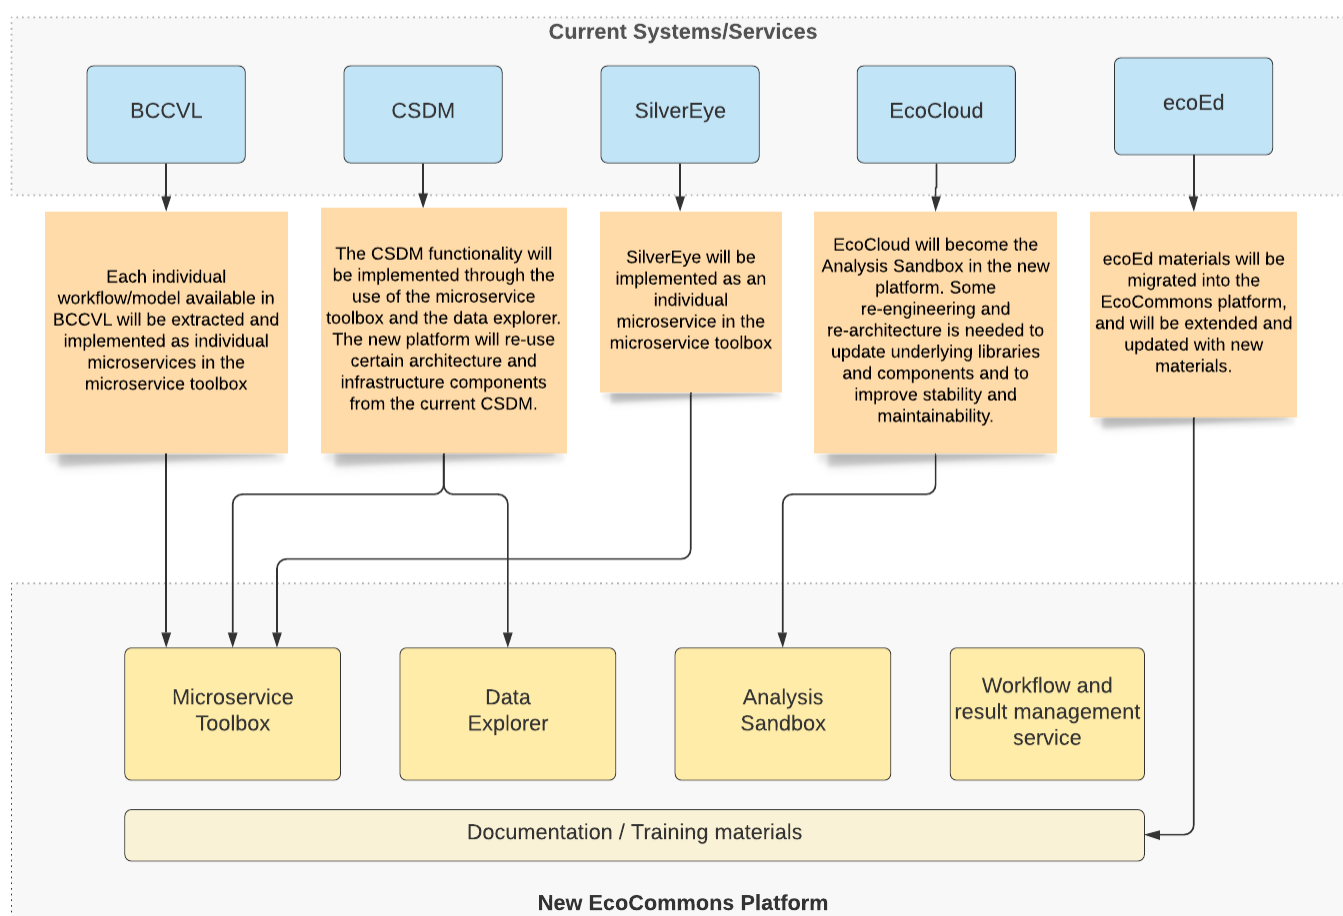 Current Systems/Services
BCCVL
CSDM
SilverEye
EcoCloud
ecoEd
Each individual
workflow/model available in
BCCVL will be extracted and
implemented as individual
microservices in the
microservice toolbox
The CSDM functionality will
be implemented through the
use of the microservice
toolbox and the data explorer.
The new platform will re-use
certain architecture and
infrastructure components
from the current CSDM.
SilverEye will be
implemented as an
individual
microservice in the
microservice toolbox
EcoCloud will become the
Analysis Sandbox in the new
platform. Some
re-engineering and
re-architecture is needed to
update underlying libraries
and components and to
improve stability and
maintainability.
ecoEd materials will be
migrated into the
EcoCommons platform,
and will be extended and
updated with new
materials.
Microservice
Toolbox
Data
Explorer
Analysis
Sandbox
Workflow and
result management
service
Documentation / Training materials
New EcoCommons Platform